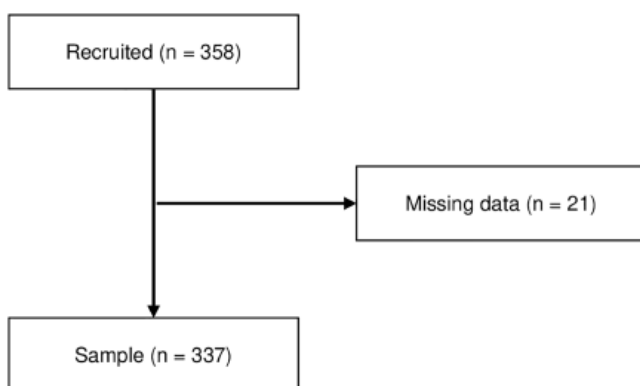 Recruited (n = 358)
Missing data (n = 21)
Sample (n = 337)